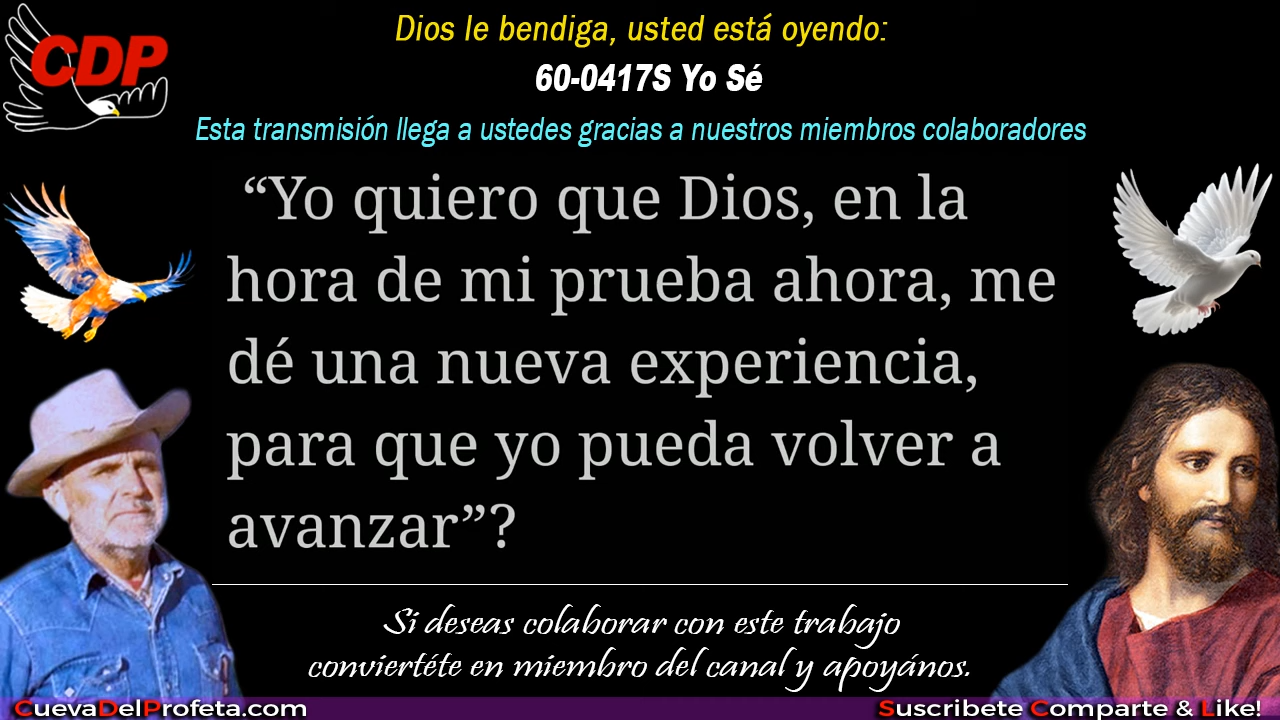 CDP
Dios le bendiga, usted está oyendo:
60-0417S Yo Sé
Esta transmisión llega a ustedes gracias a nuestros miembros colaboradores
“Yo quiero que Dios, en la
hora de mi prueba ahora, me
dé una nueva experiencia,
para que yo pueda volver a
avanzar”?
Si deseas colaborar con este trabajo
conviertéte en miembro del canal y apoyános.
CuevaDelProfeta.com
Suscribete Comparte & Like!